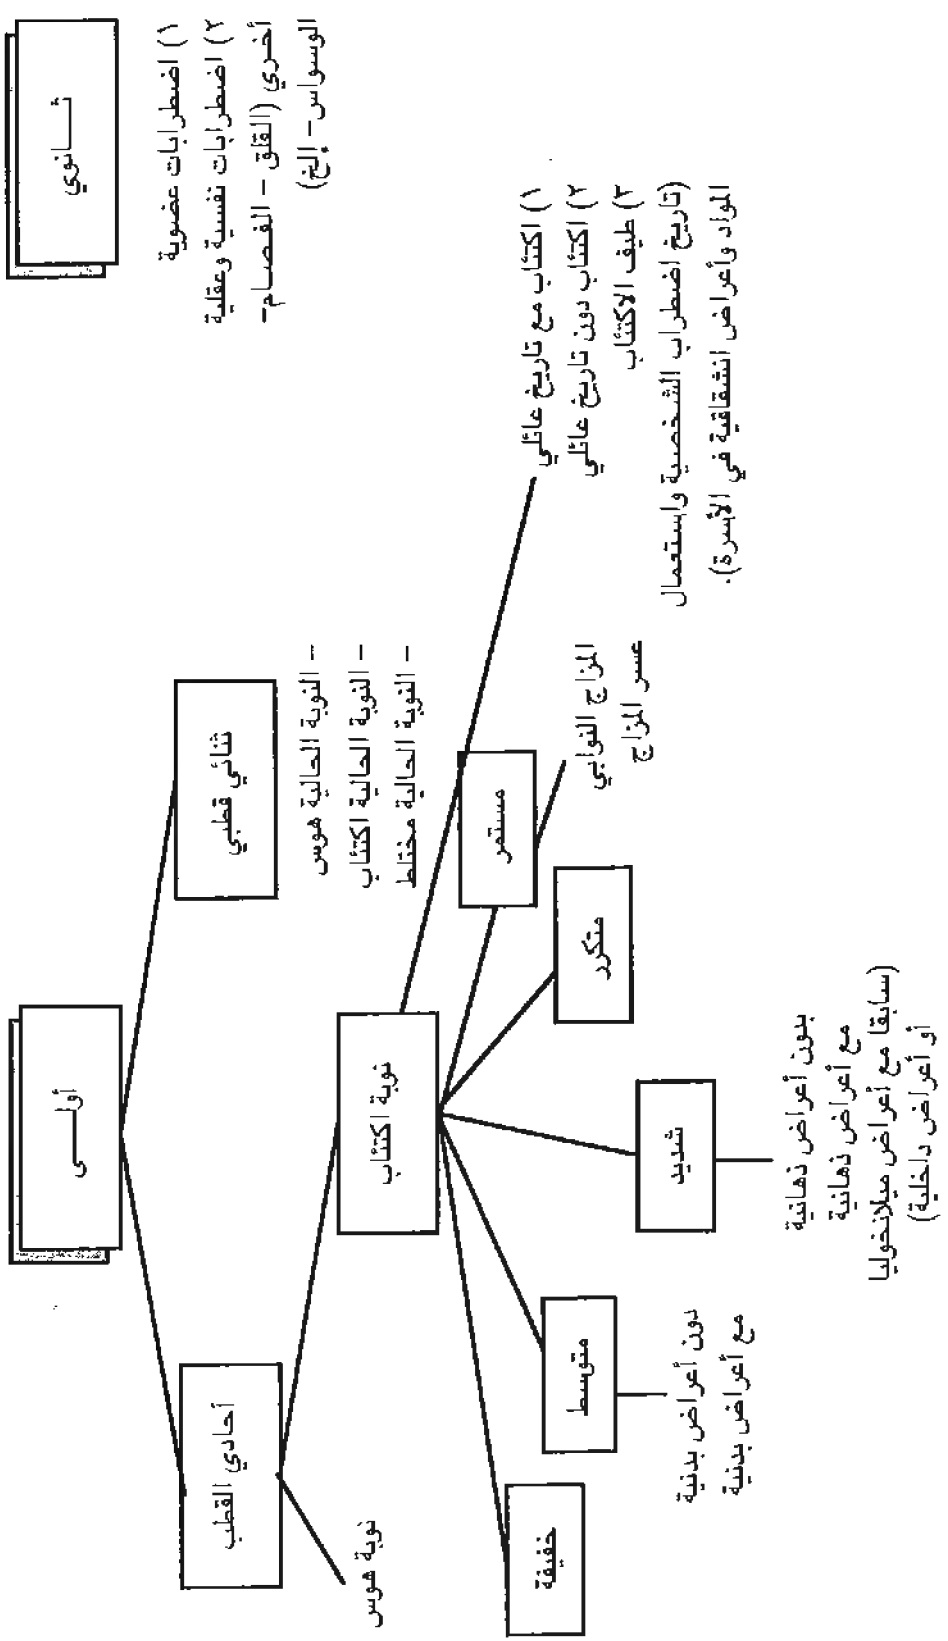 ثانوي
١) اضطرابات عضوية
٢) اضطرابات نفسية وعقلية
أخري (القلق - الفصام-
الوسواس- إلخ)
أولى
ثنائي قطبي
- النوبة الحالية هوس
- النوبة الحالية اكتئاب
- النوبة الحالية مختلط
أحادي القطب
نوبة هوس
نوبة اكتئاب
١) اكتئاب مع تاريخ عائلي
٢) اكتئاب دون تاريخ عائلي
٣) طيف الاكتئاب
(تاريخ اضطراب الشخصية واستعمال
المواد وأعراض انشقاقية في الأسرة).
مستمر
المزاج النوابي
عسر المزاج
متكرر
شديد
بدون أعراض ذهانية
مع أعراض ذهانية
(سابقا مع أعراض ميلانخوليا
أو أعراض داخلية)
متوسط
دون أعراض بدنية
مع أعراض بدنية
خفيفة